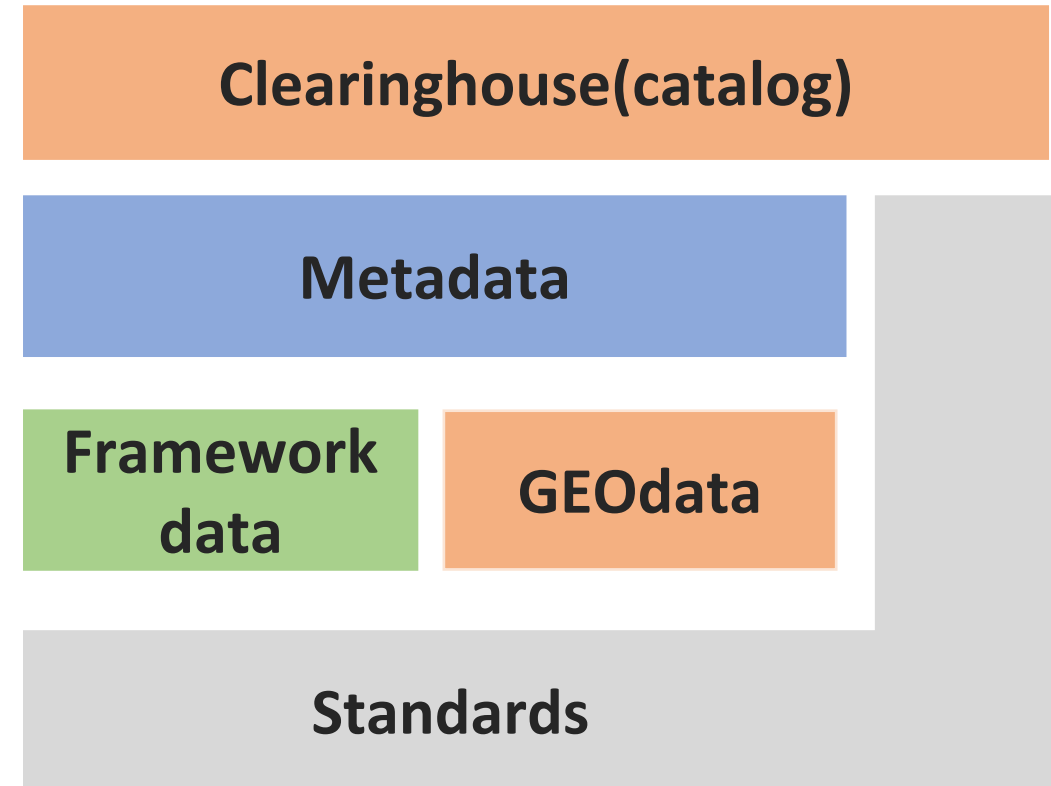 Clearinghouse(catalog)
Metadata
Framework
data
GEOdata
Standards